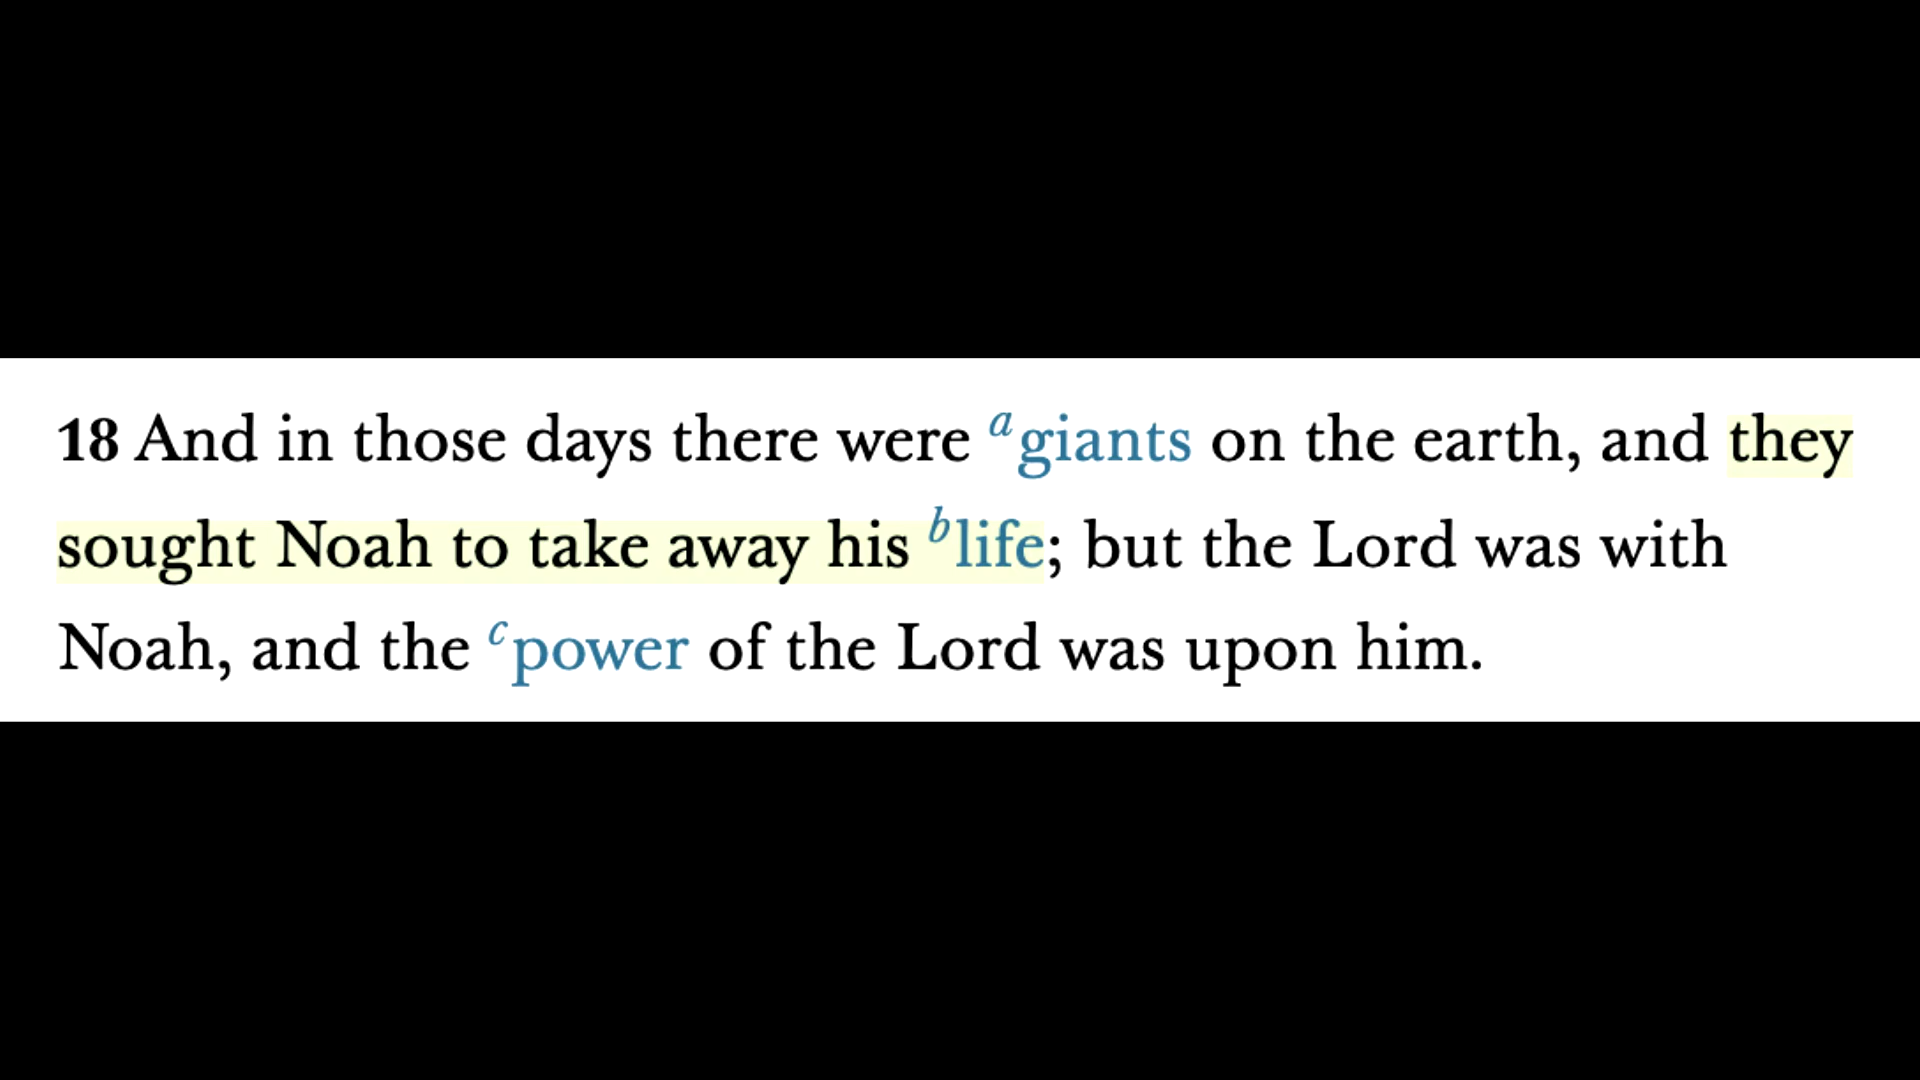 18 And in those days there were a giants on the earth, and they
sought Noah to take away his b life; but the Lord was with
Noah, and the c power of the Lord was upon him.